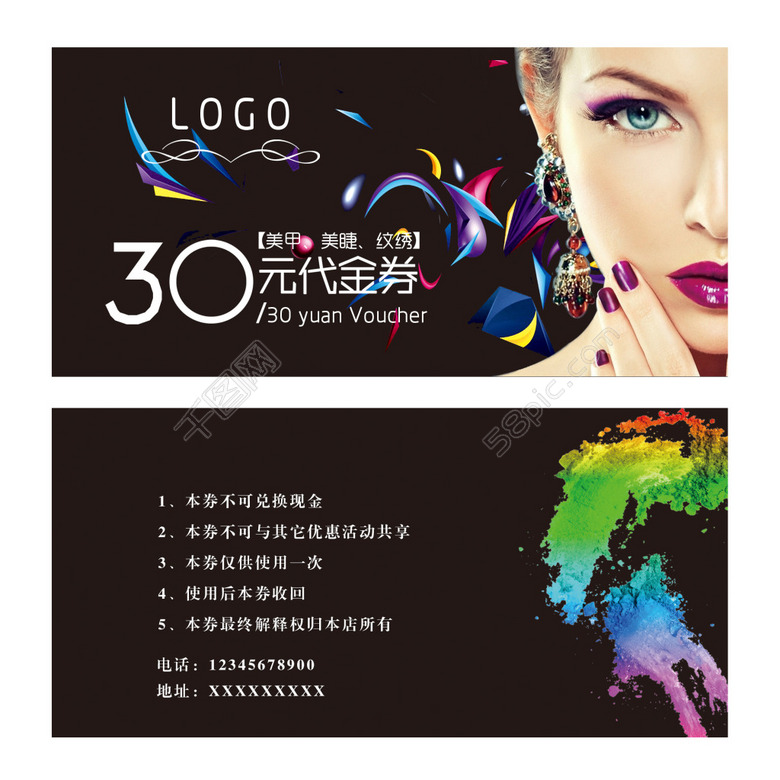 LOGO
【美甲、美睫、纹绣】
30元代金券
/30 yuan Voucher
千图网
58pic.com
1、本券不可兑换现金
2、本券不可与其它优惠活动共享
3、本券仅供使用一次
4、使用后本券收回
5、本券最终解释权归本店所有
电话：12345678900
地址：XXXXXXXXX